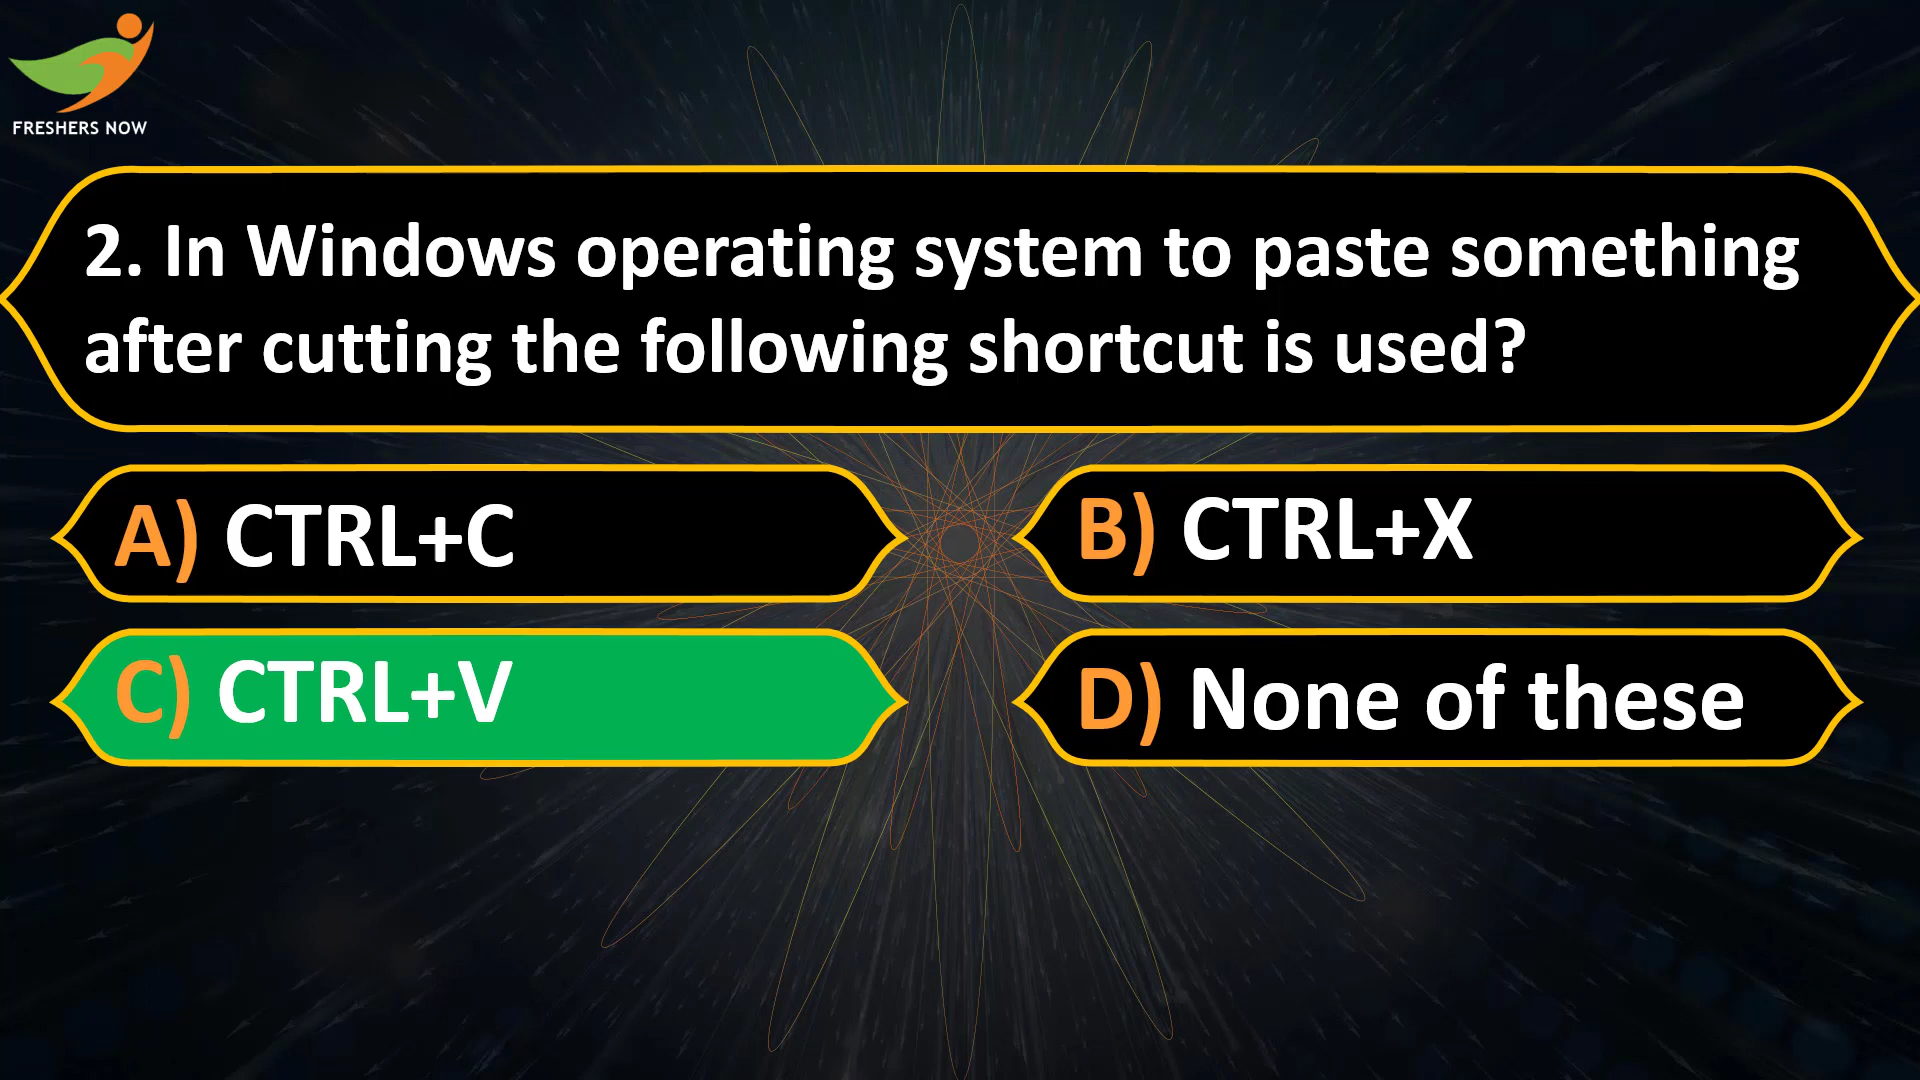 FRESHERS NOW
2. In Windows operating system to paste something
after cutting the following shortcut is used?
A) CTRL+C
B) CTRL+X
C) CTRL+V
D) None of these